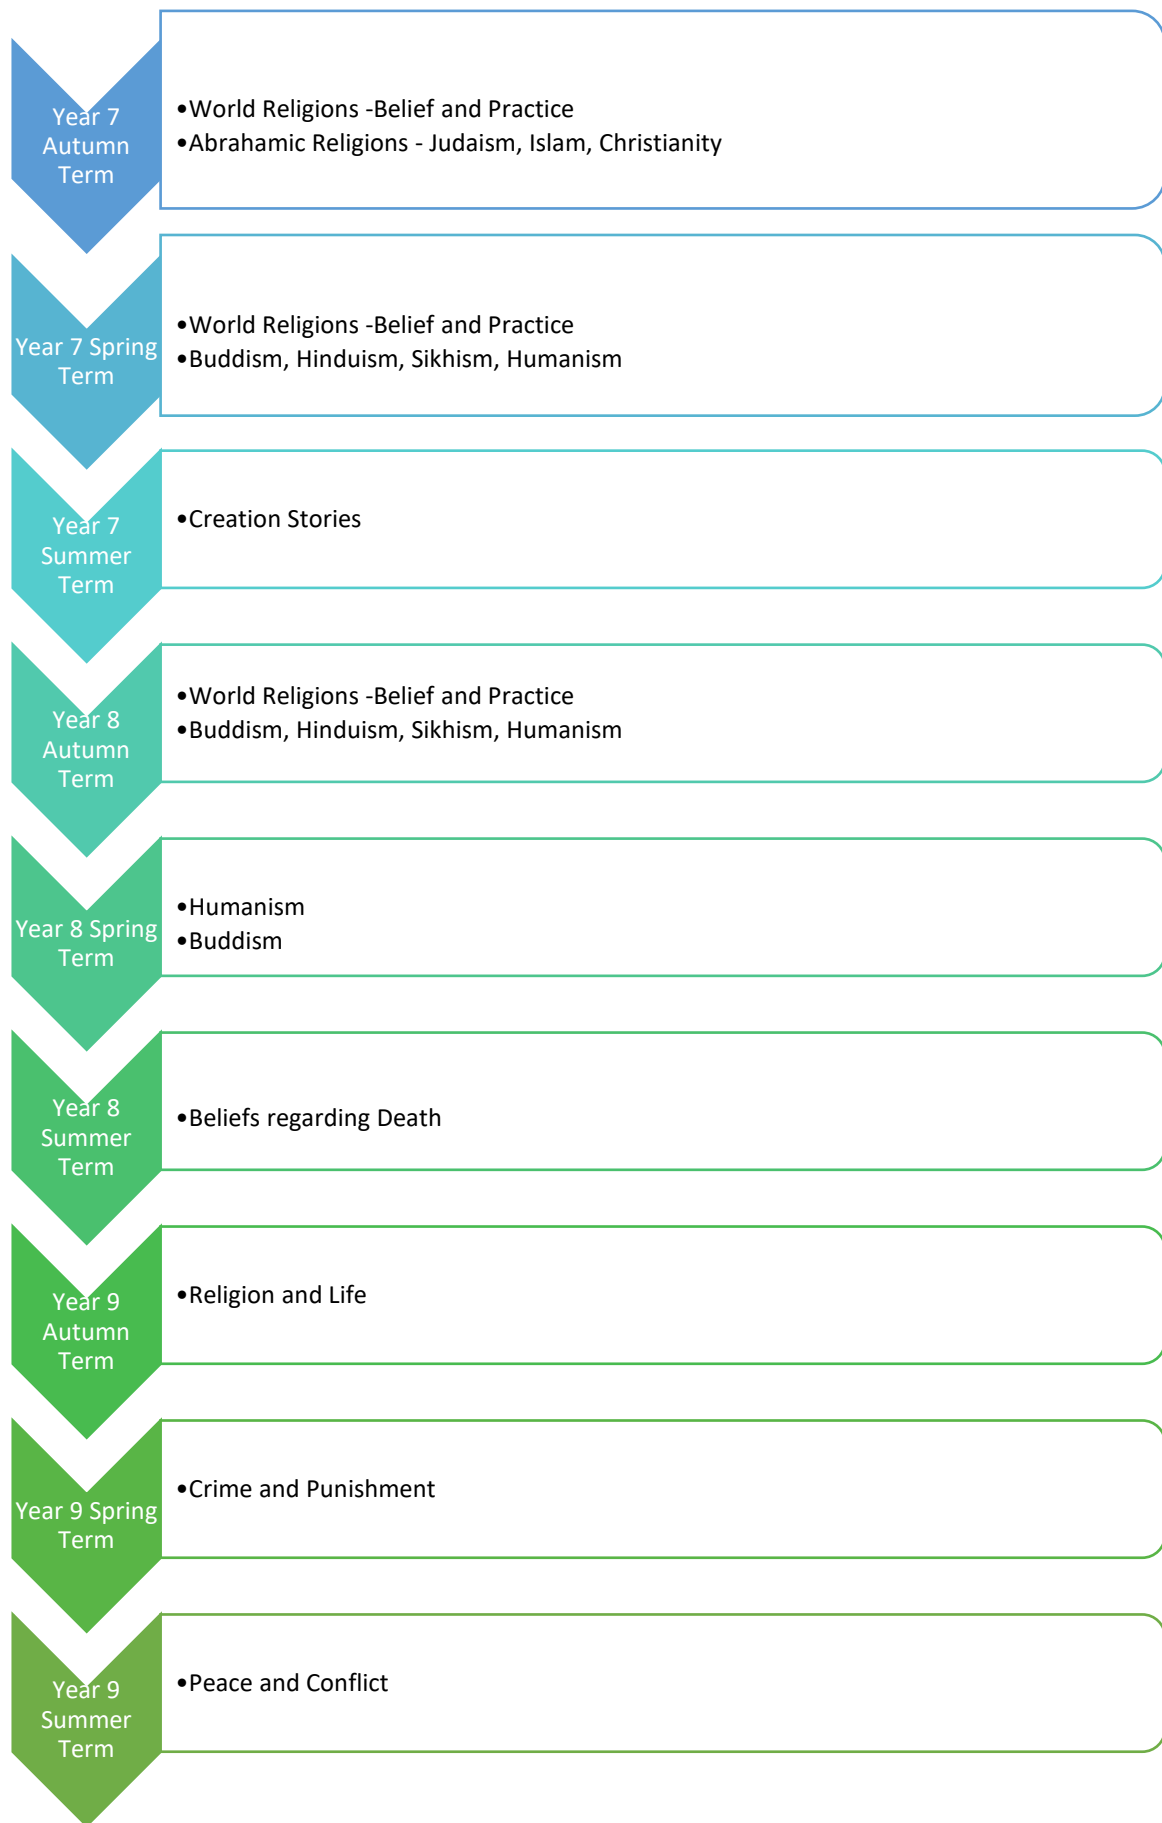 Year 7
Autumn
Term
•World Religions -Belief and Practice
•Abrahamic Religions - Judaism, Islam, Christianity
Year 7 Spring
Term
•World Religions -Belief and Practice
•Buddism, Hinduism, Sikhism, Humanism
Year 7
Summer
Term
•Creation Stories
Year 8
Autumn
Term
•World Religions -Belief and Practice
•Buddism, Hinduism, Sikhism, Humanism
Year 8 Spring
Term
•Humanism
•Buddism
Year 8
Summer
Term
•Beliefs regarding Death
Year 9
Autumn
Term
•Religion and Life
Year 9 Spring
Term
•Crime and Punishment
Year 9
Summer
Term
•Peace and Conflict